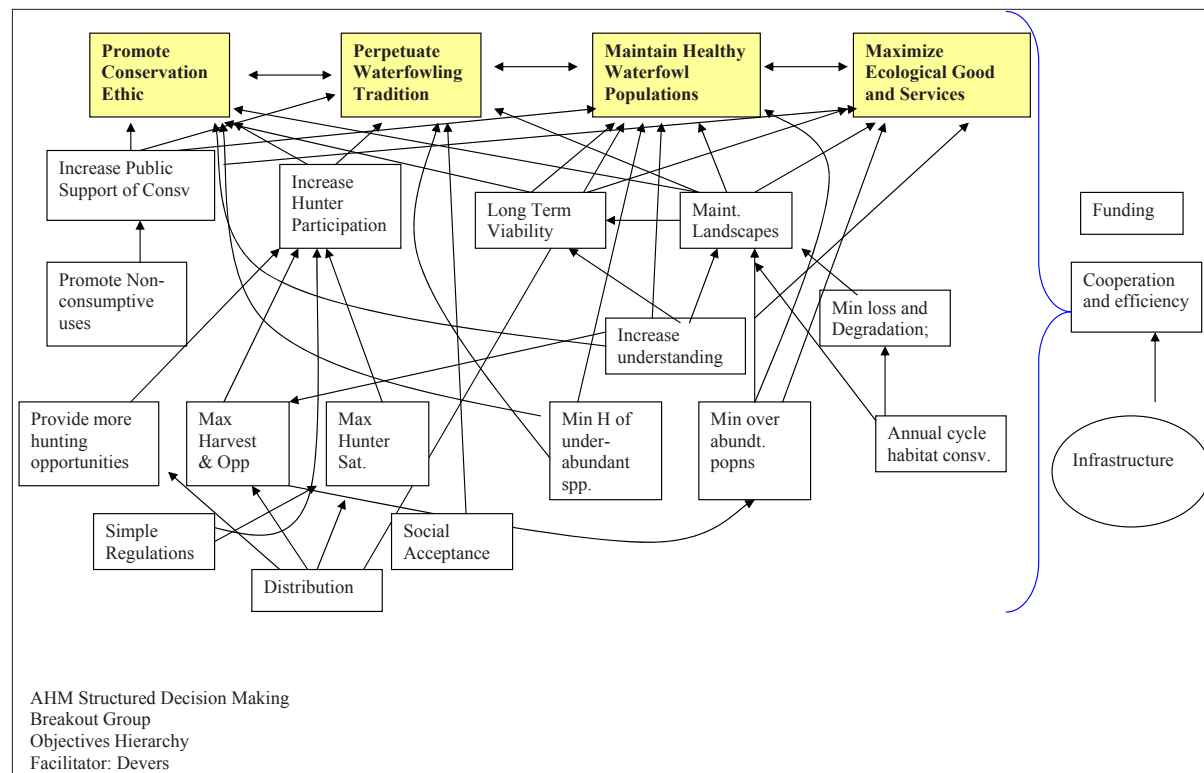 Promote
Conservation
Ethic
Perpetuate
Waterfowling
Tradition
Maintain Healthy
Waterfowl
Populations
Maximize
Ecological Good
and Services
Increase Public
Support of Consv
Increase
Hunter
Participation
Long Term
Viability
Maint.
Landscapes
Funding
Promote Non-
consumptive
uses
Cooperation
and efficiency
Min loss and
Degradation;
Increase
understanding
Provide more
hunting
opportunities
Max
Harvest
& Opp
Max
Hunter
Sat.
Min H of
under-
abundant
spp.
Min over
abundt.
popns
Annual cycle
habitat consv.
Infrastructure
Simple
Regulations
Social
Acceptance
Distribution
AHM Structured Decision Making
Breakout Group
Objectives Hierarchy
Facilitator: Devers